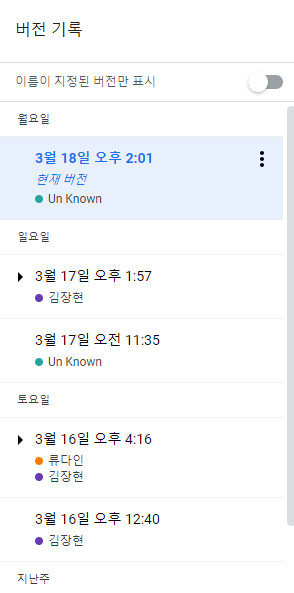 버전 기록
이름이 지정된 버전만 표시
월요일
3월 18일 오후 2:01
현재 버전
Un Known
일요일
3월 17일 오후 1:57
김장현
3월 17일 오전 11:35
Un Known
토요일
3월 16일 오후 4:16
류다인
김장현
3월 16일 오후 12:40
김장현
지난주